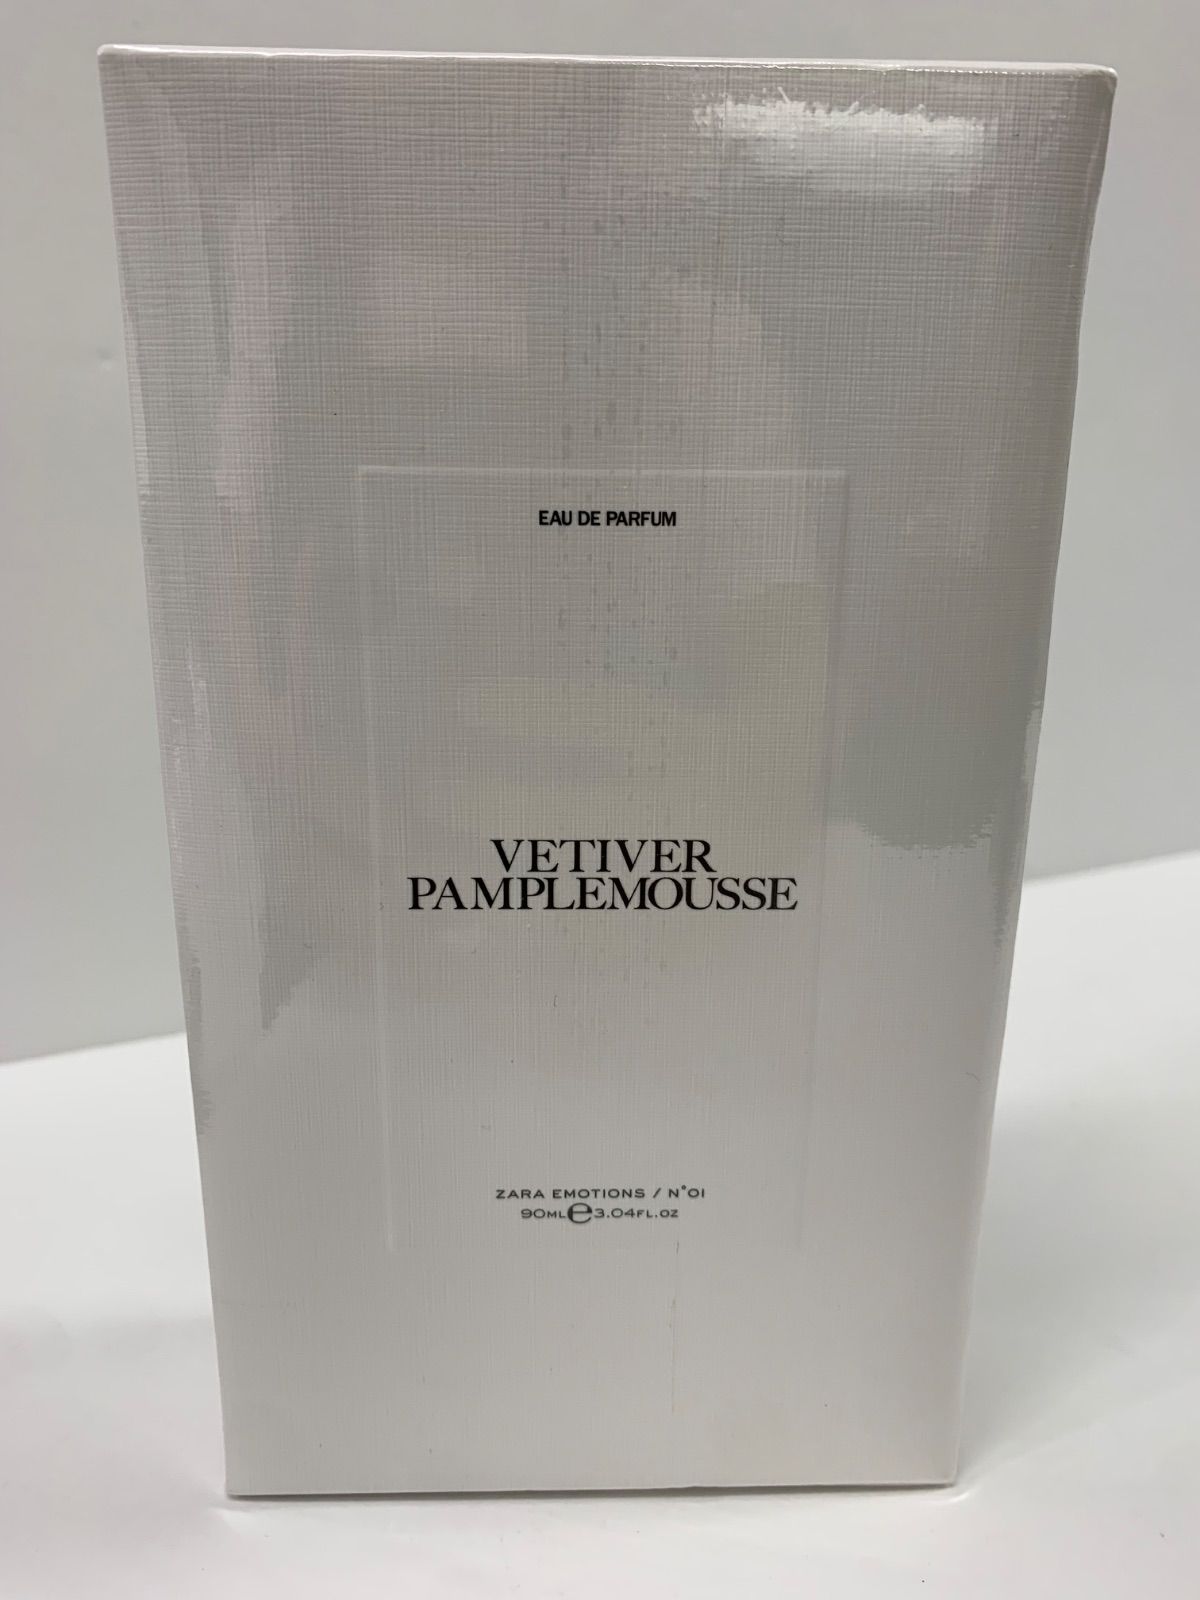 EAU DE PARFUM
VETIVER
PAMPLEMOUSSE
ZARA EMOTIONS / N°01
90ML℮3.04FL.OZ